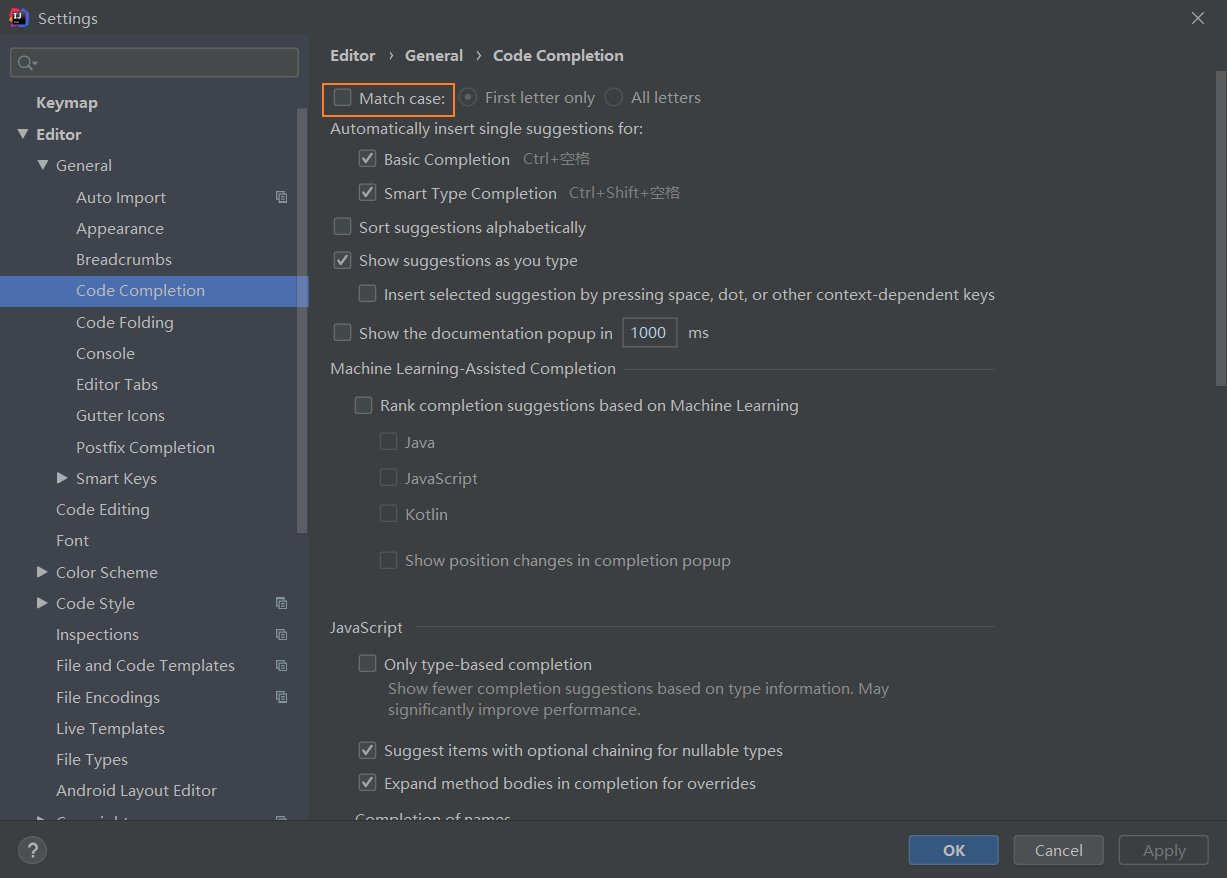 Settings
Keymap
Editor
General
Auto Import
Appearance
Breadcrumbs
Code Completion
Code Folding
Console
Editor Tabs
Gutter Icons
Postfix Completion
Smart Keys
Code Editing
Font
Color Scheme
Code Style
Inspections
File and Code Templates
File Encodings
Live Templates
File Types
Android Layout Editor
Editor › General › Code Completion
Match case: First letter only All letters
Automatically insert single suggestions for:
Basic Completion Ctrl+空格
Smart Type Completion Ctrl+Shift+空格
Sort suggestions alphabetically
Show suggestions as you type
Insert selected suggestion by pressing space, dot, or other context-dependent keys
Show the documentation popup in 1000 ms
Machine Learning-Assisted Completion
Rank completion suggestions based on Machine Learning
Java
JavaScript
Kotlin
Show position changes in completion popup
JavaScript
Only type-based completion
Show fewer completion suggestions based on type information. May
significantly improve performance.
Suggest items with optional chaining for nullable types
Expand method bodies in completion for overrides
Completion of names
? OK Cancel Apply